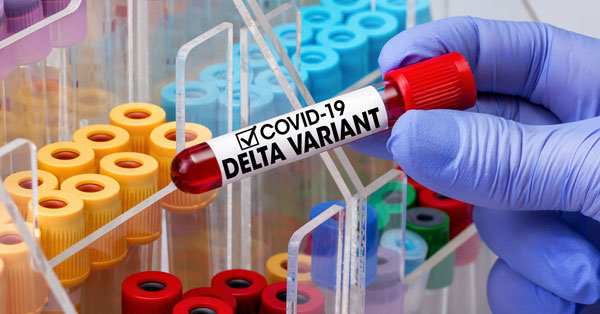 ☑ COVID-19
DELTA VARIANT